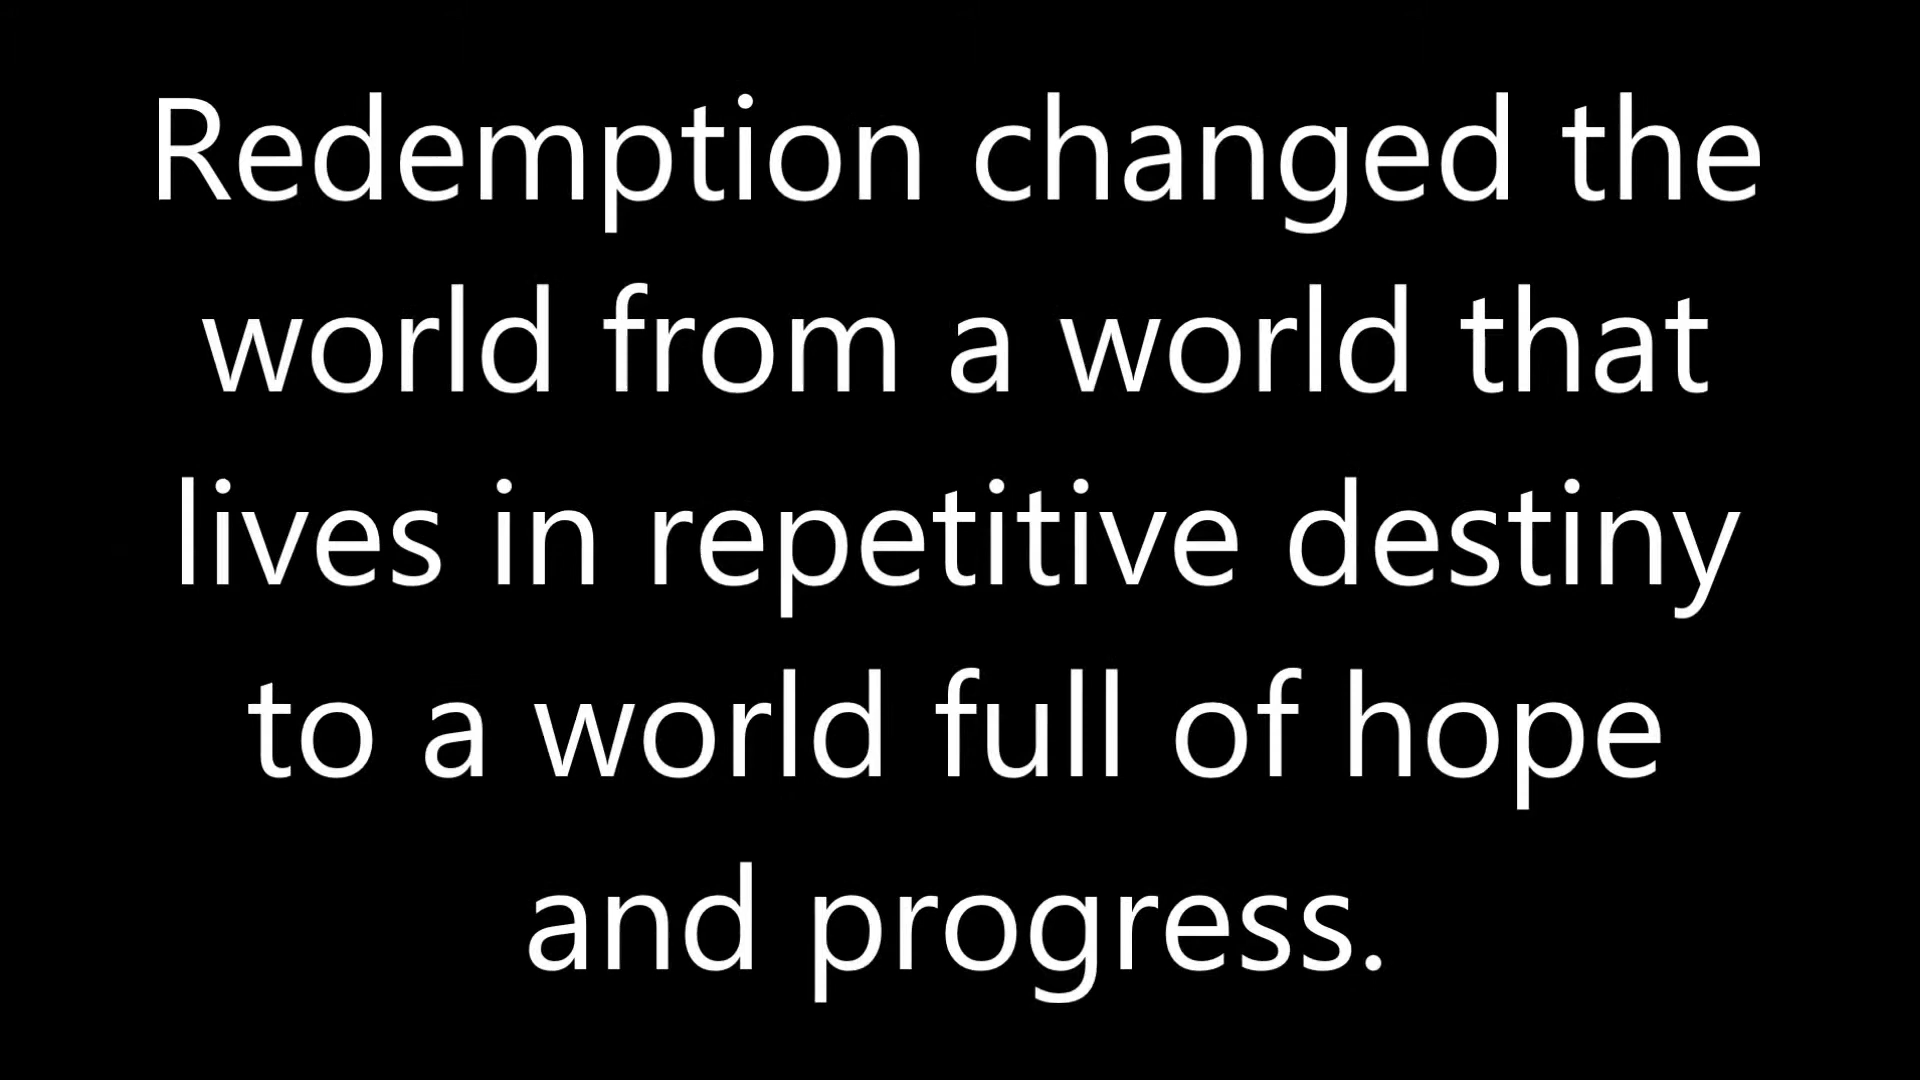 Redemption changed the
world from a world that
lives in repetitive destiny
to a world full of hope
and progress.